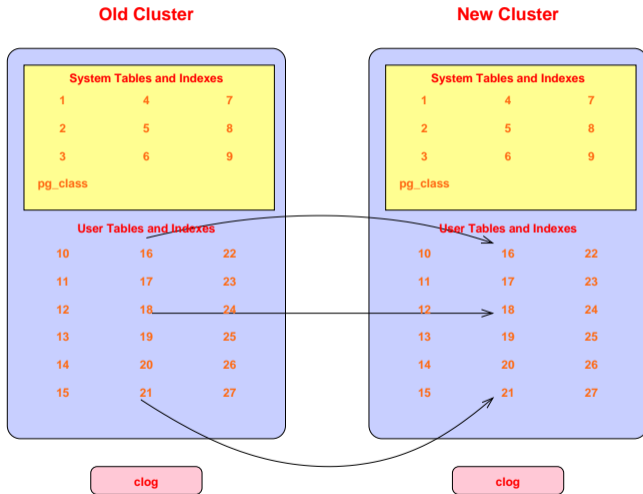 Old Cluster
New Cluster
System Tables and Indexes
1 4 7
2 5 8
3 6 9
pg_class
User Tables and Indexes
10 16 22
11 17 23
12 18 24
13 19 25
14 20 26
15 21 27
clog
System Tables and Indexes
1 4 7
2 5 8
3 6 9
pg_class
User Tables and Indexes
10 16 22
11 17 23
12 18 24
13 19 25
14 20 26
15 21 27
clog